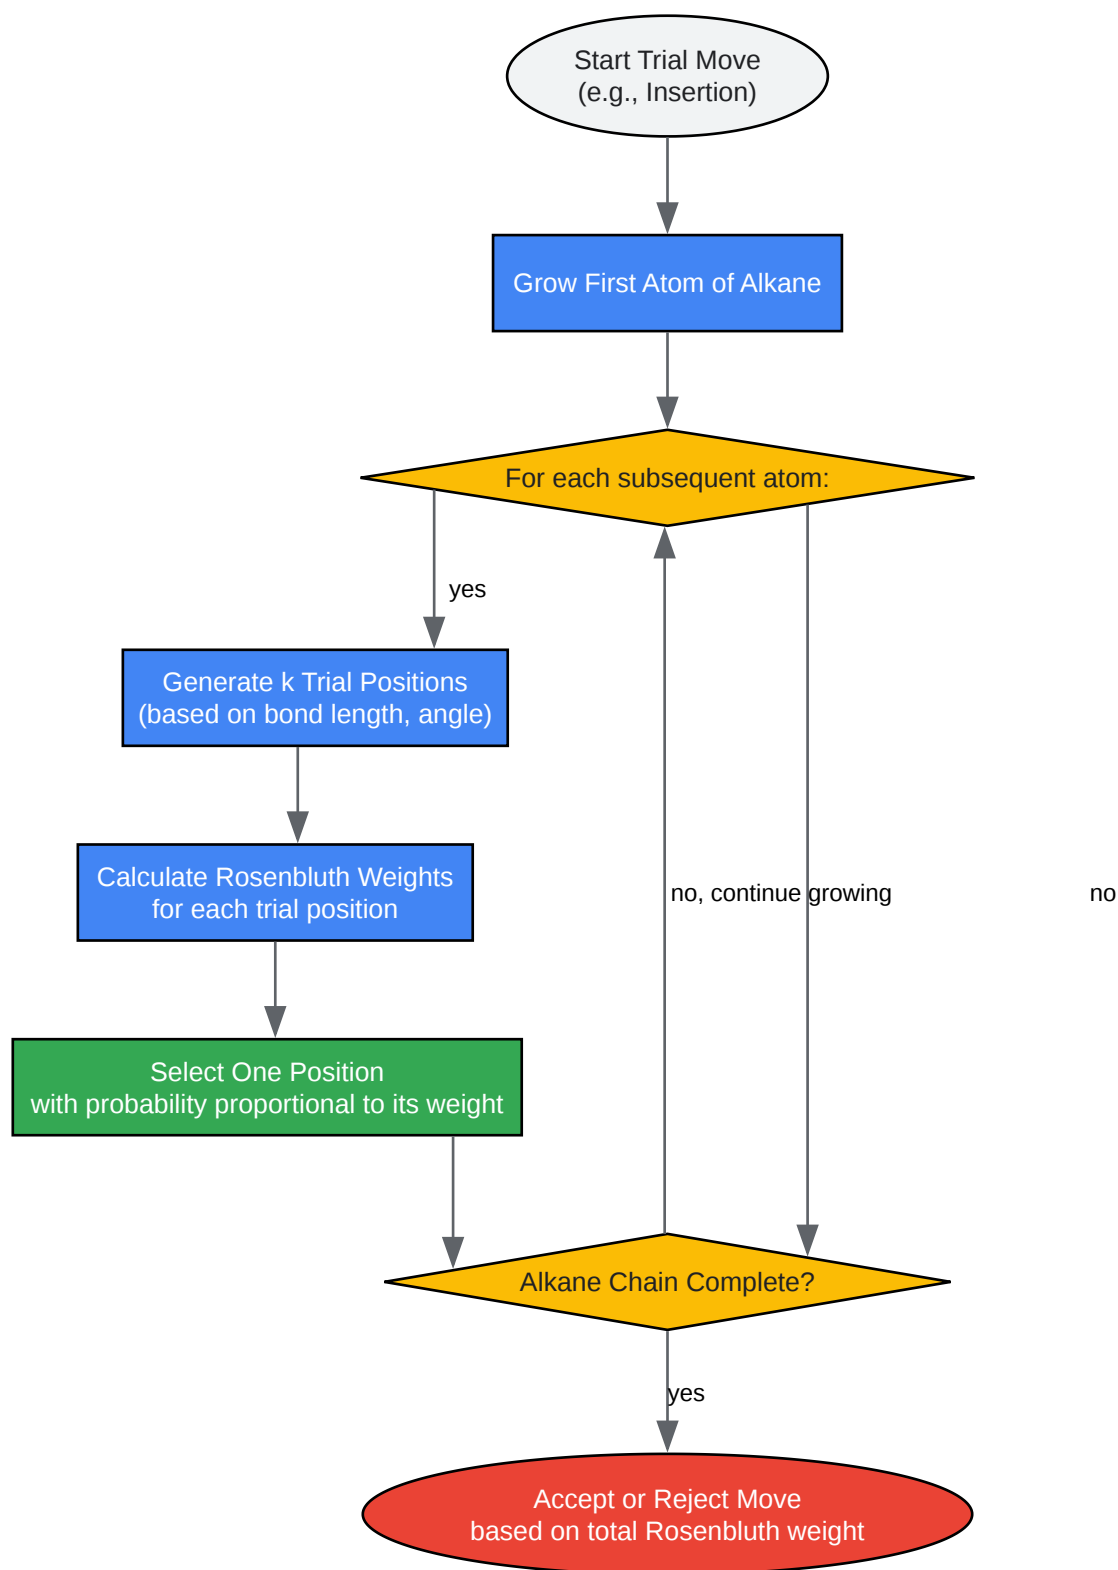 Start Trial Move
(e.g., Insertion)
Grow First Atom of Alkane
For each subsequent atom:
yes
Generate k Trial Positions
(based on bond length, angle)
Calculate Rosenbluth Weights
for each trial position
no, continue growing
no
Select One Position
with probability proportional to its weight
Alkane Chain Complete?
yes
Accept or Reject Move
based on total Rosenbluth weight